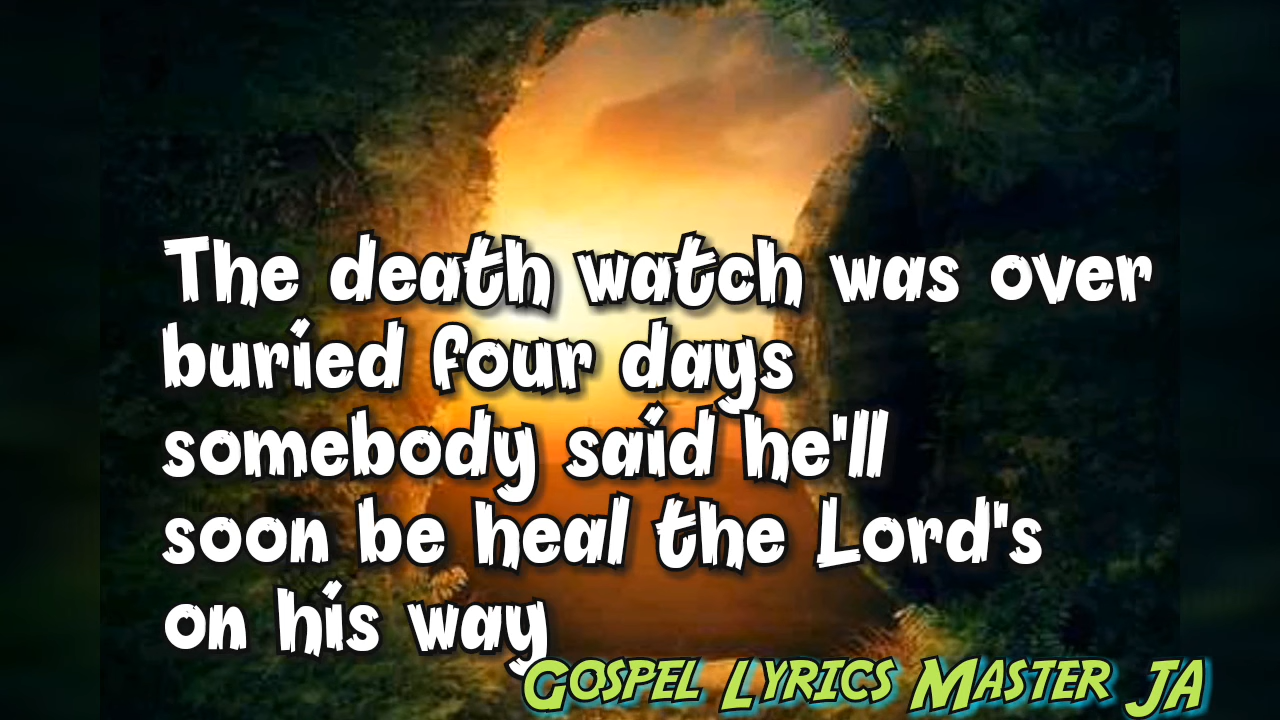 The death watch was over
buried four days
somebody said he'll
soon be heal the Lord"s
on his way
Gospel Lyrics Master JA